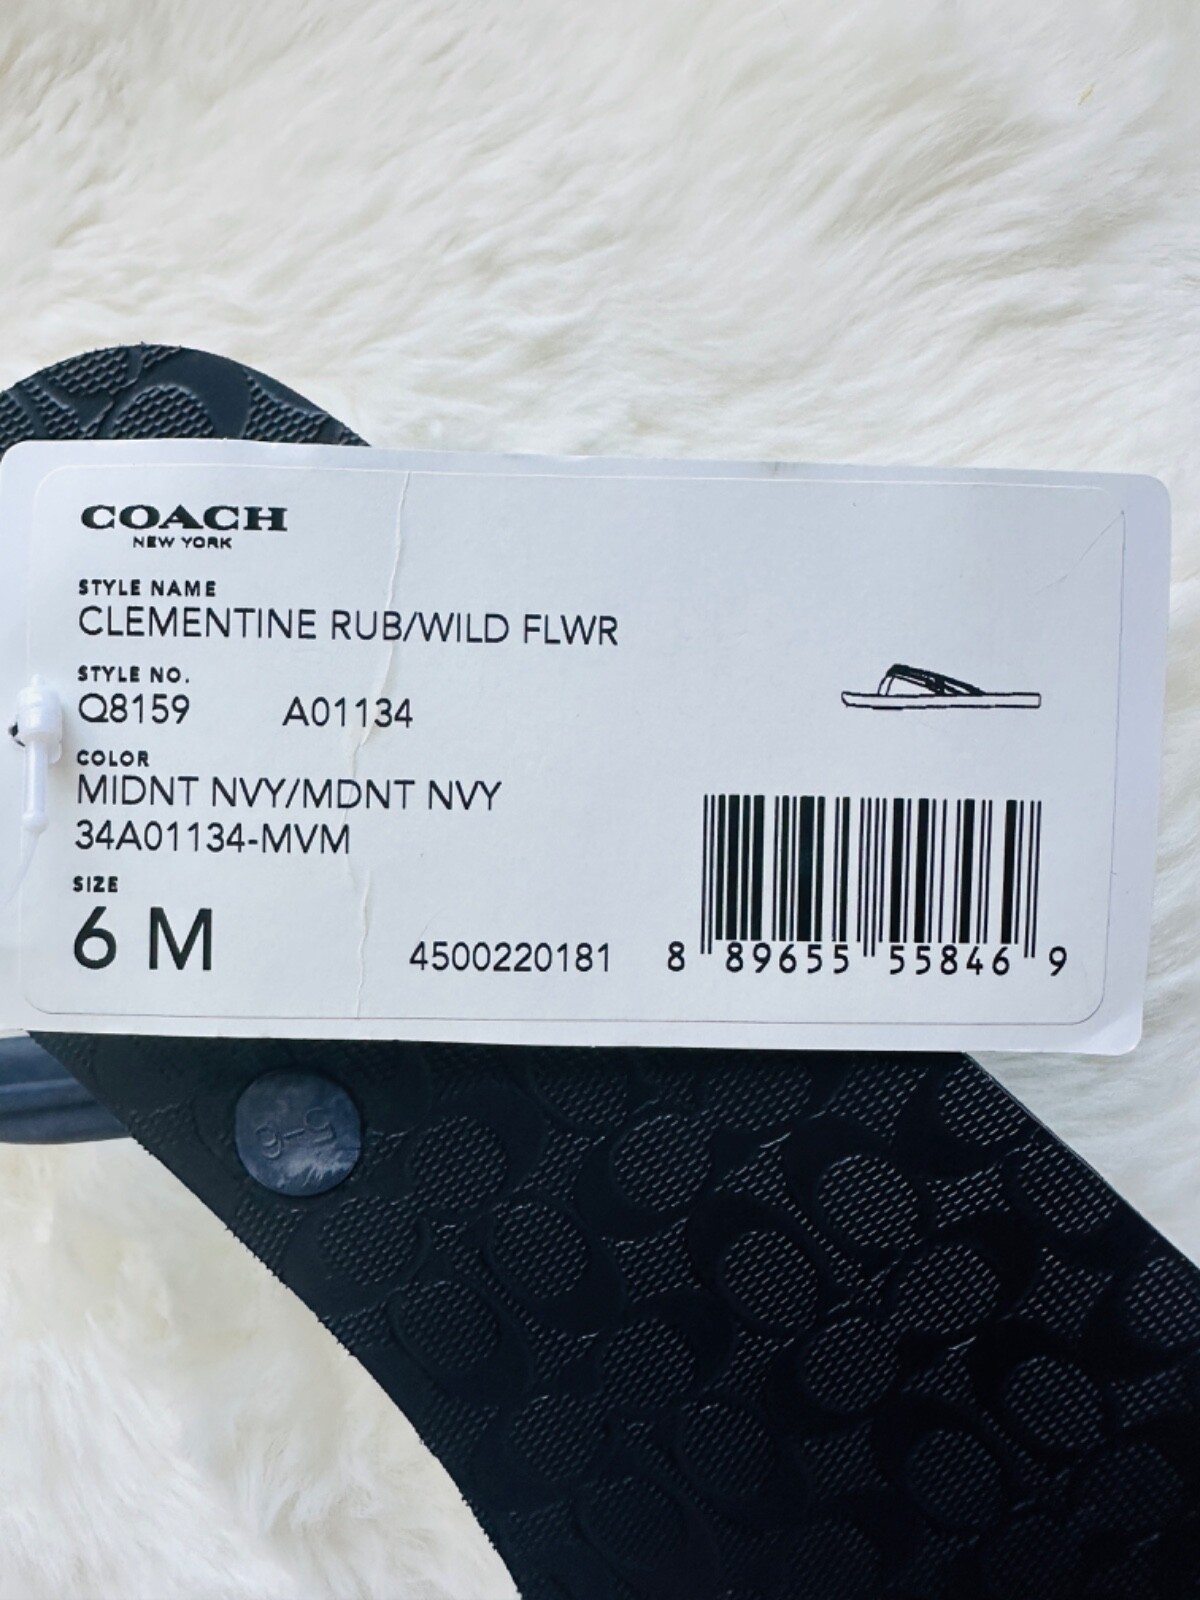 COACH
NEW YORK
STYLE NAME
CLEMENTINE RUB/WILD FLWR
STYLE NO.
Q8159 A01134
COLOR
MIDNT NVY/MDNT NVY
34A01134-MVM
SIZE
6 M
4500220181
8 89655 55846 9